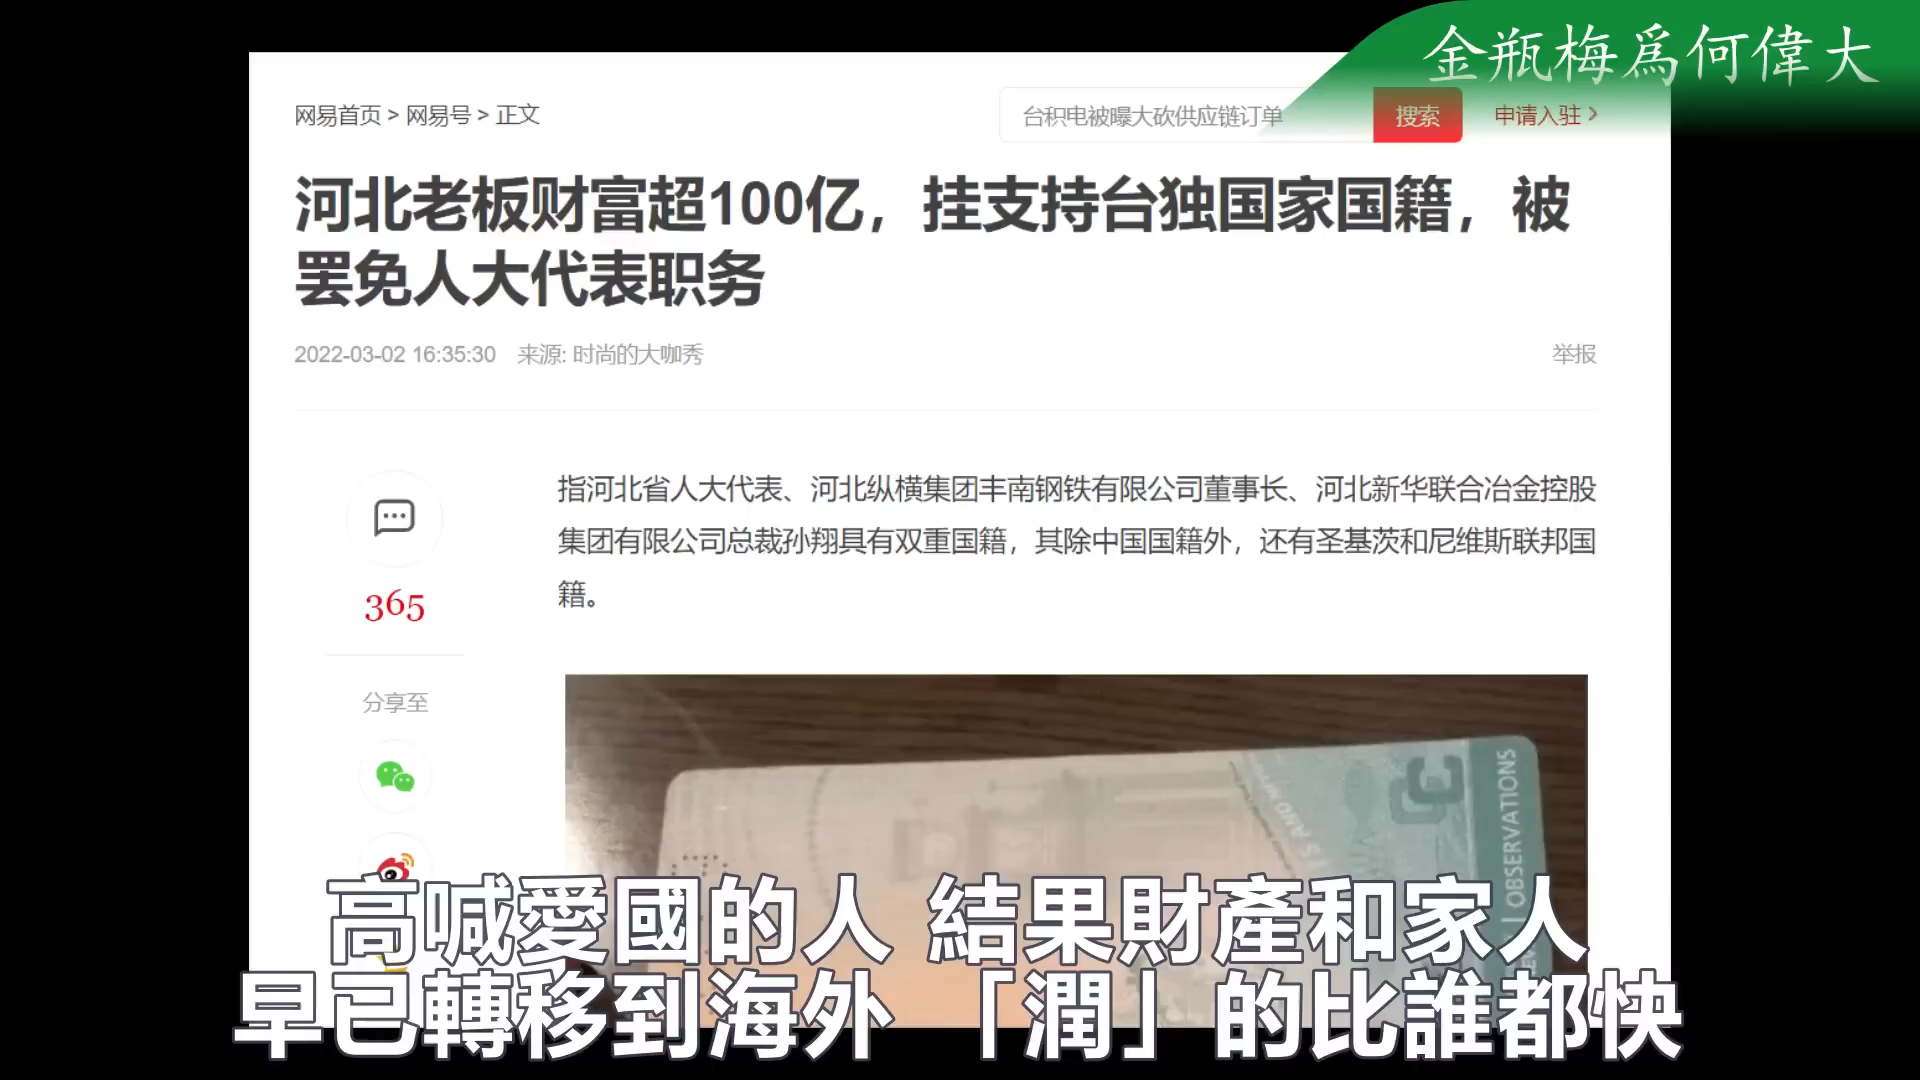 金瓶梅爲何偉大
网易首页 > 网易号 > 正文
台积电被曝大砍供应链订单
搜索
申请入驻 >
河北老板财富超100亿，挂支持台独国家国籍，被
罢免人大代表职务
2022-03-02 16:35:30 来源: 时尚的大咖秀
举报
指河北省人大代表、河北纵横集团丰南钢铁有限公司董事长、河北新华联合冶金控股
集团有限公司总裁孙翔具有双重国籍，其除中国国籍外，还有圣基茨和尼维斯联邦国
籍。
365
分享至
OBSERVATIONS
高喊愛國的人 結果財產和家人
早已轉移到海外 「潤」的比誰都快